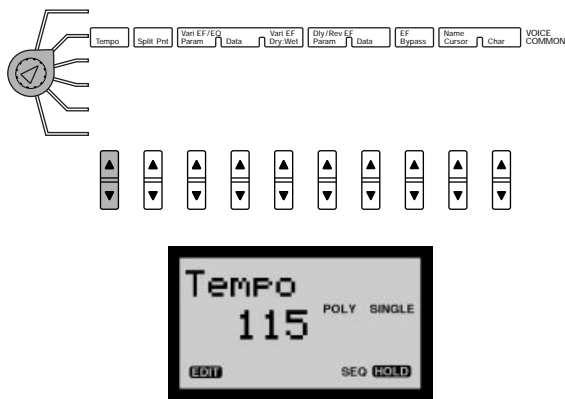 Tempo
Split Pnt
Vari EF/EQ
Param
Data
Vari EF
Dry:Wet
Dly/Rev EF
Param
Data
EF
Bypass
Name
Cursor
Char
VOICE
COMMON
Tempo
115
POLY SINGLE
EDIT
SEQ HOLD